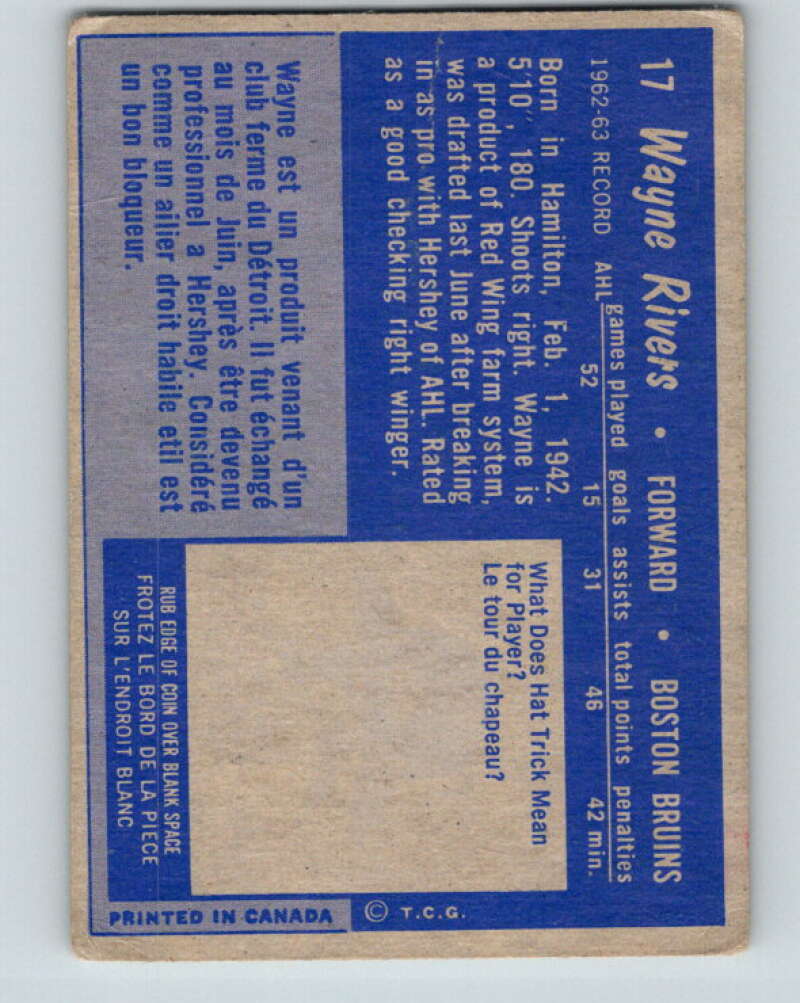 17 Wayne Rivers • FORWARD • BOSTON BRUINS
games played goals assists total points penalties
1962-63 RECORD AHL 52 15 31 46 42 min.
Born in Hamilton, Feb. 1, 1942.
5'10", 180. Shoots right. Wayne is
a product of Red Wing farm system,
was drafted last June after breaking
in as pro with Hershey of AHL. Rated
as a good checking right winger.
Wayne est un produit venant d'un
club ferme du Détroit. Il fut échangé
au mois de Juin, après être devenu
professionnel a Hershey. Considéré
comme un ailier droit habile etil est
un bon bloqueur.
What Does Hat Trick Mean
for Player?
Le tour du chapeau?
RUB EDGE OF COIN OVER BLANK SPACE
FROTEZ LE BORD DE LA PIECE
SUR L'ENDROIT BLANC
PRINTED IN CANADA
© T.C.G.